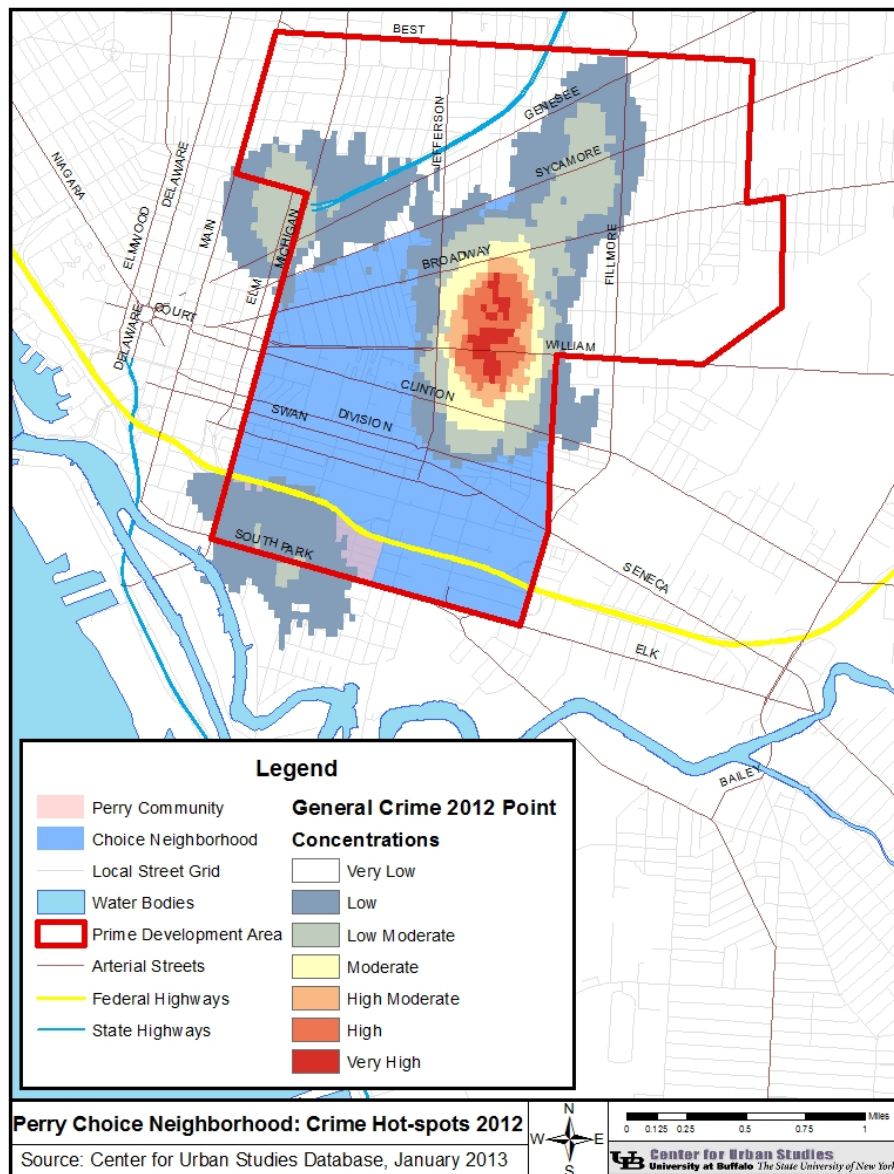 BEST
GENESEE
JEFFERSON
SYCAMORE
NIAGARA
DELAWARE
ELMWOOD
MAIN
MICHIGAN
ELM
BROADWAY
FILLMORE
COURT
DELAWARE
WILLIAM
CLINTON
SWAN
DIVISION
SOUTH PARK
SENECA
ELK
BAILEY
Legend
Perry Community
Choice Neighborhood
Local Street Grid
Water Bodies
Prime Development Area
Arterial Streets
Federal Highways
State Highways
General Crime 2012 Point
Concentrations
Very Low
Low
Low Moderate
Moderate
High Moderate
High
Very High
Perry Choice Neighborhood: Crime Hot-spots 2012
Source: Center for Urban Studies Database, January 2013
N
W E
S
Miles
0 0.125 0.25 0.5 0.75 1
UB Center for Urban Studies
University at Buffalo The State University of New York